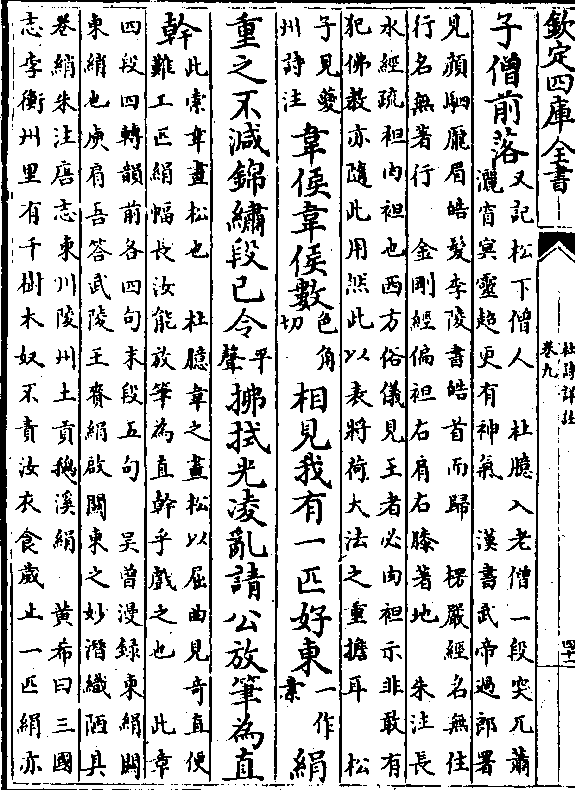 欽定四庫全書
子僧前落
又記松下僧人 杜臆入老僧一段突兀蕭
灑窅冥靈超更有神氣 漢書武帝過郎署
見顔駟龎眉皓髮李陵書皓首而歸 楞嚴經名無住
行名無著行 金剛經偏袒右肩右膝著地 朱注長
水經疏袒肉袒也西方俗儀見王者必肉袒示非敢有
犯佛教亦隨此用然此以表將荷大法之重擔耳 松
子見夔
州詩注
韋侯韋侯數
色角
切
相見我有一匹好東
一作
素
絹
重之不減錦繡段已令
平
聲
拂拭光凌亂請公放筆為直
幹
此索韋畫松也 杜臆韋之畫松以屈曲見奇直便
難工匹絹幅長汝能放筆為直幹乎戲之也 此章
四段四轉韻前各四句末段五句 吳曾漫録東絹闗
東絹也庾肩吾答武陵王賚絹啟闗東之妙潛織陋其
卷絹朱注唐志東川陵州土貢鵝溪絹 黄希曰三國
志李衡州里有千樹木奴不責汝衣食歲止一匹絹亦
杜詩詳註
卷九
四十二